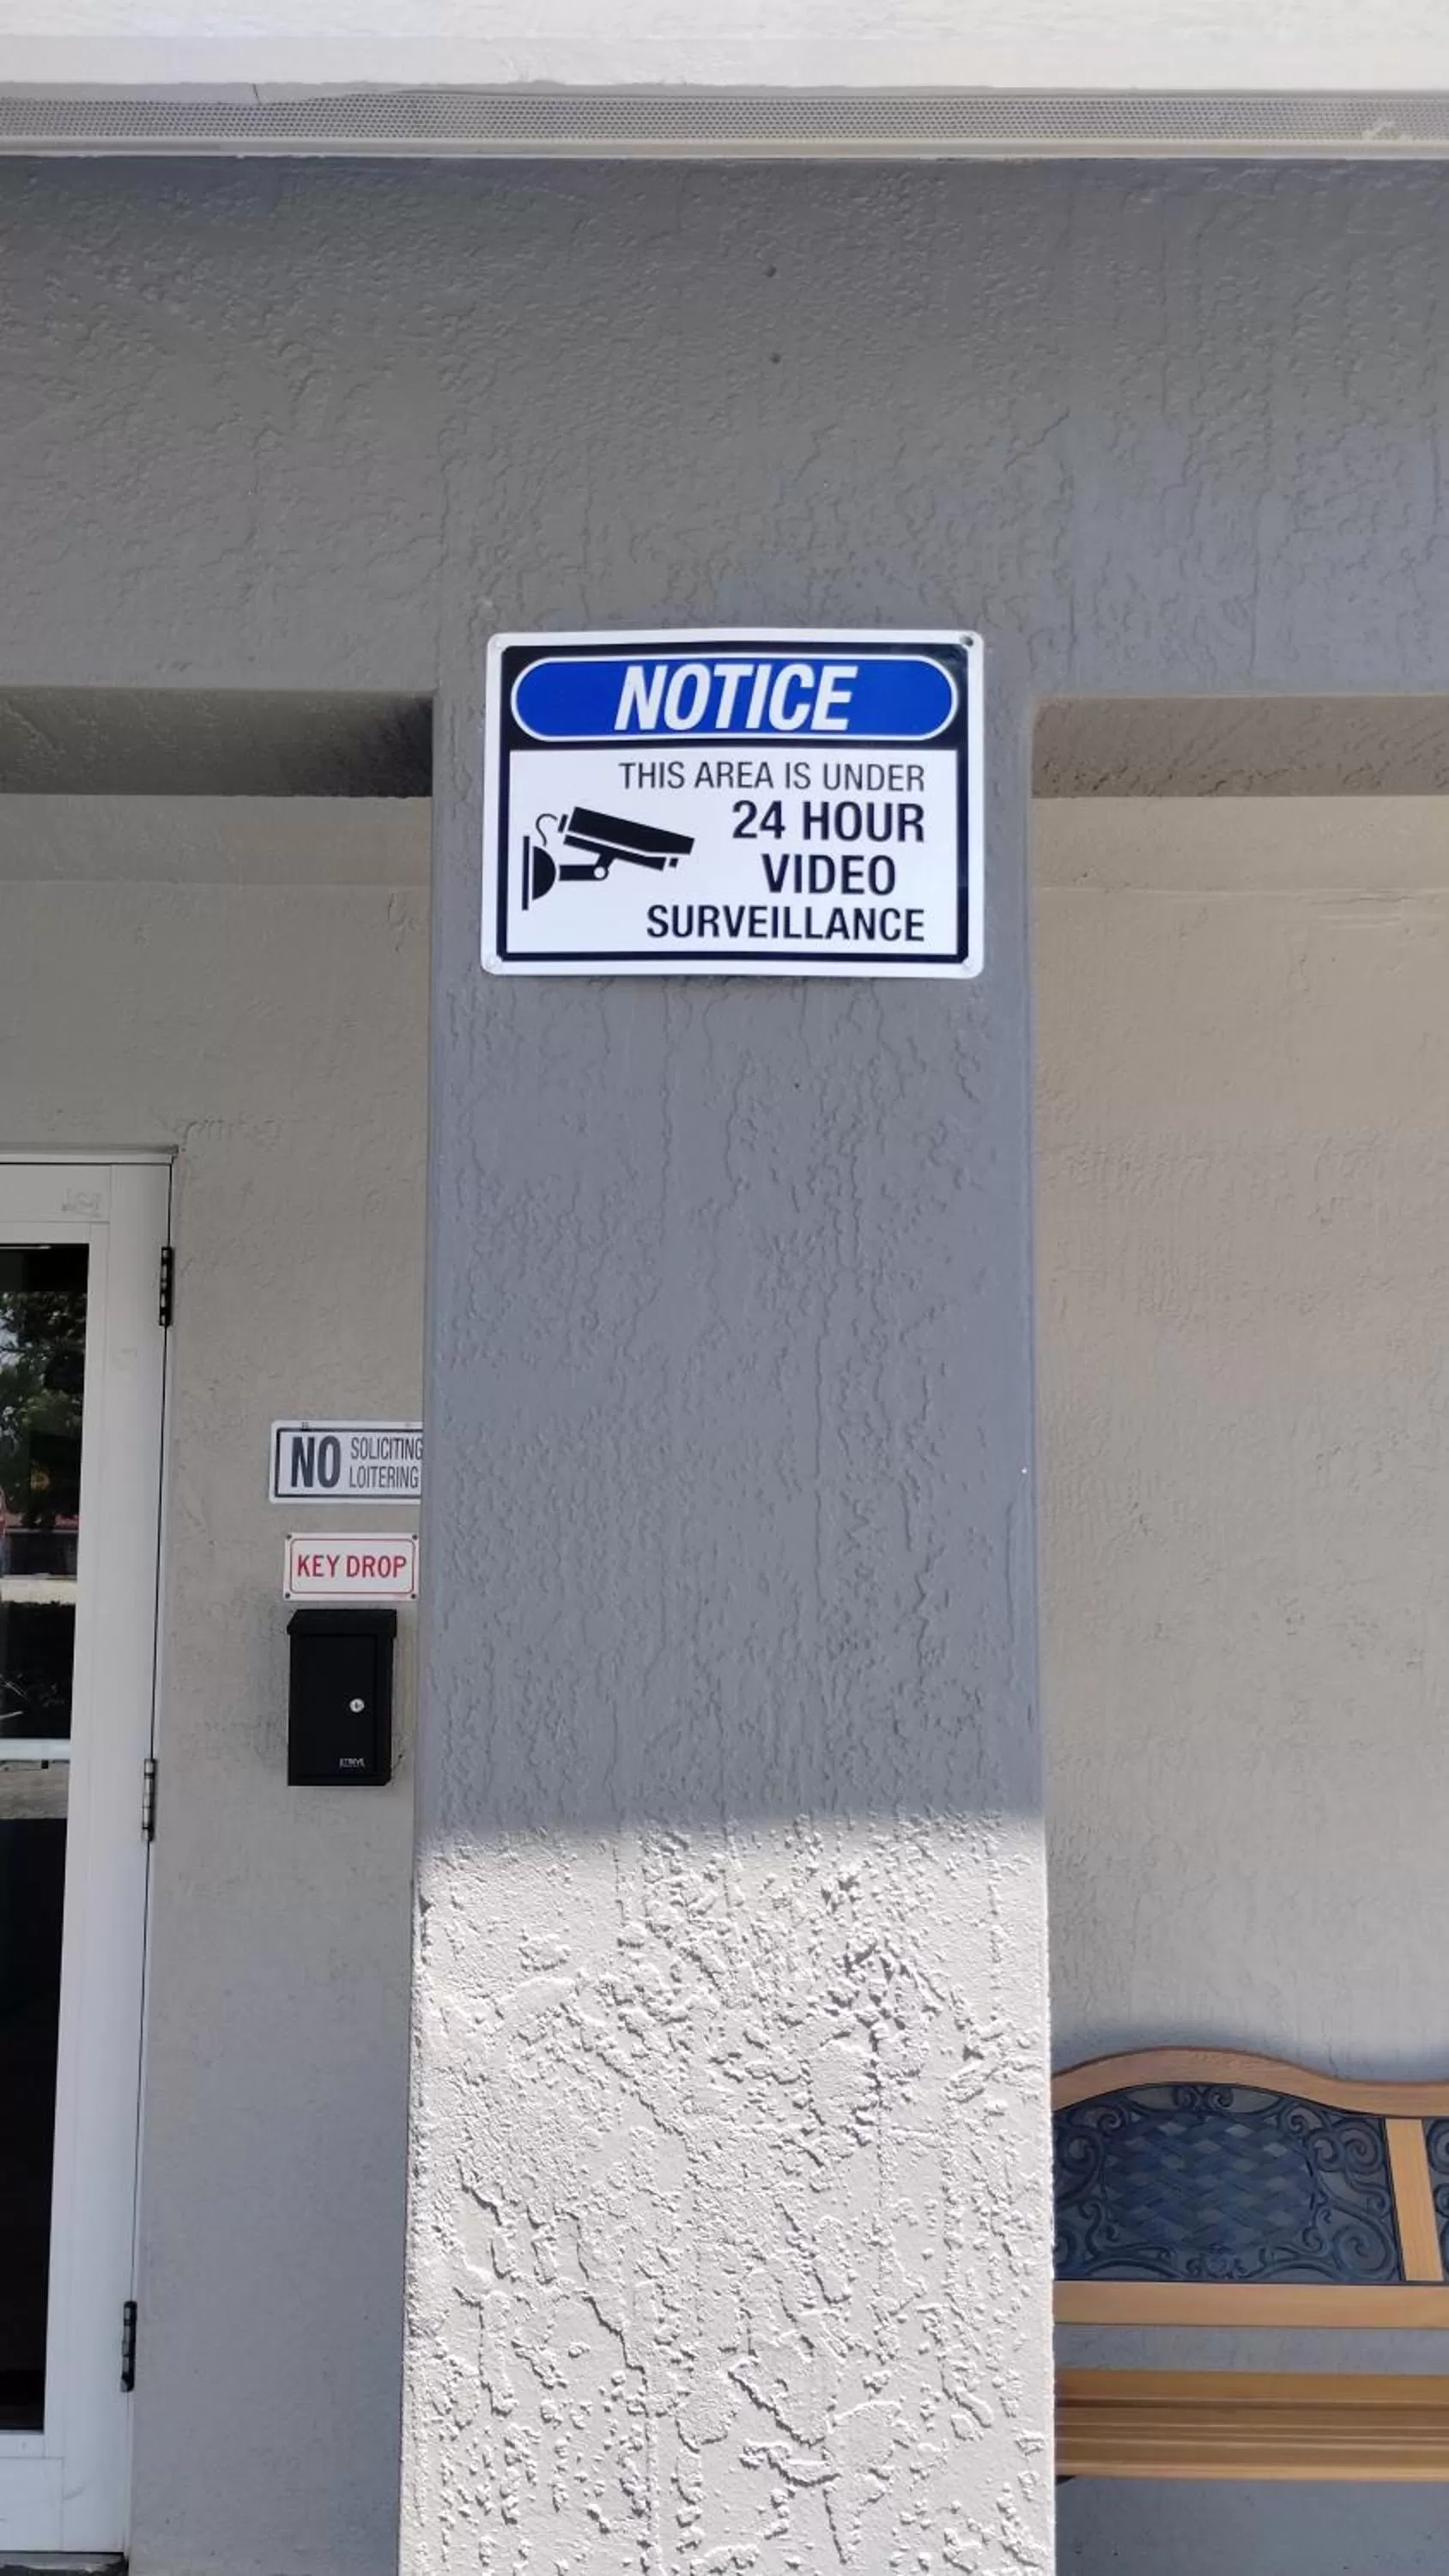 NOTICE
THIS AREA IS UNDER
24 HOUR
VIDEO
SURVEILLANCE
NO SOLICITING
LOITERING
KEY DROP